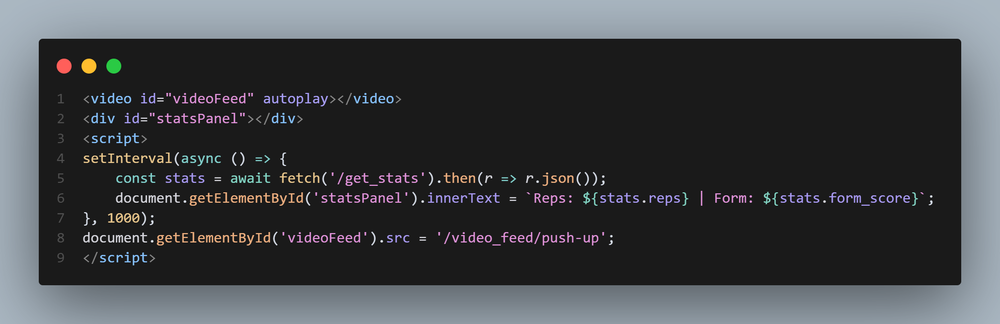 1 <video id="videoFeed" autoplay></video>
2 <div id="statsPanel"></div>
3 <script>
4 setInterval(async () => {
5     const stats = await fetch('/get_stats').then(r => r.json());
6     document.getElementById('statsPanel').innerText = `Reps: ${stats.reps} | Form: ${stats.form_score}`;
7 }, 1000);
8 document.getElementById('videoFeed').src = '/video_feed/push-up';
9 </script>